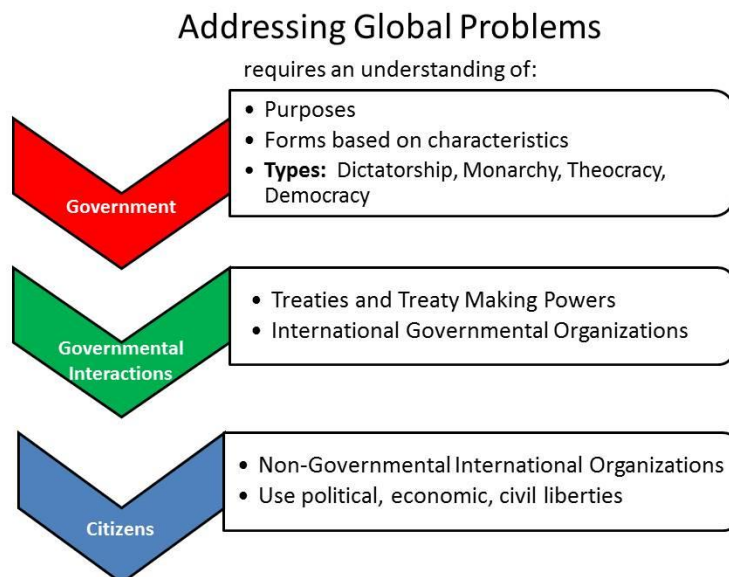 Addressing Global Problems
requires an understanding of:
• Purposes
• Forms based on characteristics
• Types: Dictatorship, Monarchy, Theocracy,
Democracy
Government
• Treaties and Treaty Making Powers
• International Governmental Organizations
Governmental
Interactions
• Non-Governmental International Organizations
• Use political, economic, civil liberties
Citizens